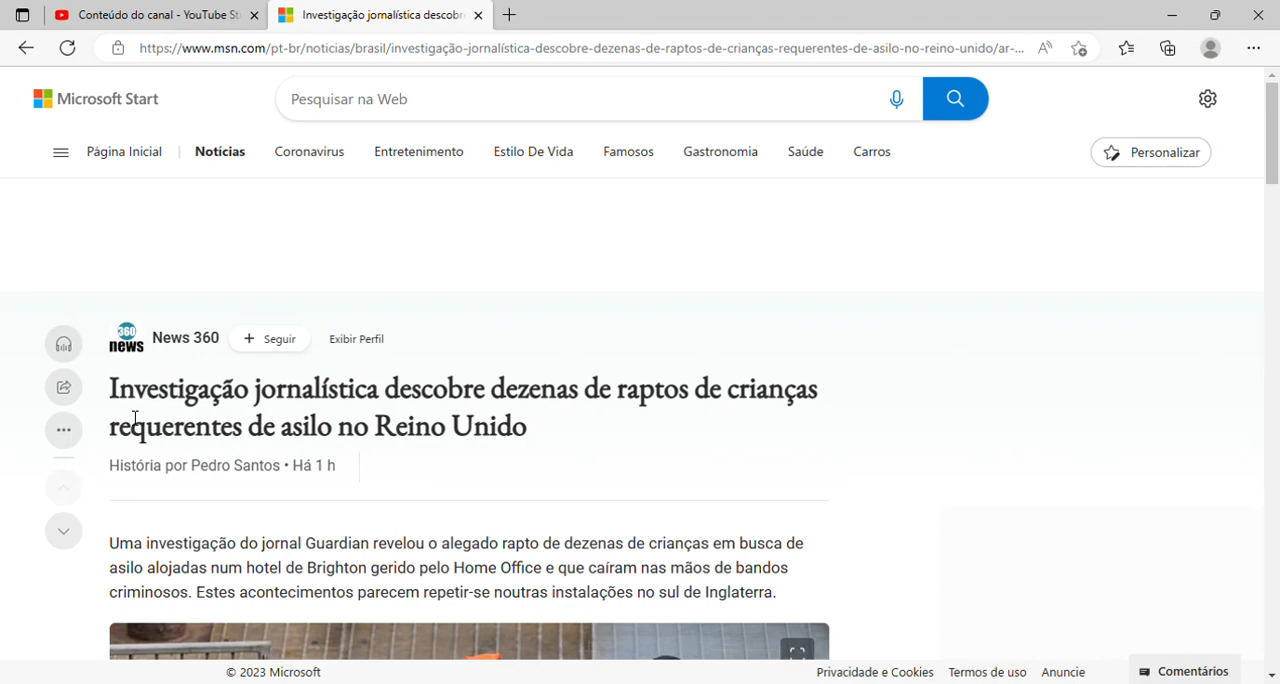 Conteúdo do canal - YouTube St
Investigação jornalística descobr
https://www.msn.com/pt-br/noticias/brasil/investigação-jornalística-descobre-dezenas-de-raptos-de-crianças-requerentes-de-asilo-no-reino-unido/ar-...
Microsoft Start
Pesquisar na Web
Página Inicial
Notícias
Coronavírus
Entretenimento
Estilo De Vida
Famosos
Gastronomia
Saúde
Carros
Personalizar
360
news
News 360
+ Seguir
Exibir Perfil
Investigação jornalística descobre dezenas de raptos de crianças
requerentes de asilo no Reino Unido
História por Pedro Santos • Há 1 h
Uma investigação do jornal Guardian revelou o alegado rapto de dezenas de crianças em busca de
asilo alojadas num hotel de Brighton gerido pelo Home Office e que caíram nas mãos de bandos
criminosos. Estes acontecimentos parecem repetir-se noutras instalações no sul de Inglaterra.
© 2023 Microsoft
Privacidade e Cookies
Termos de uso
Anuncie
Comentários